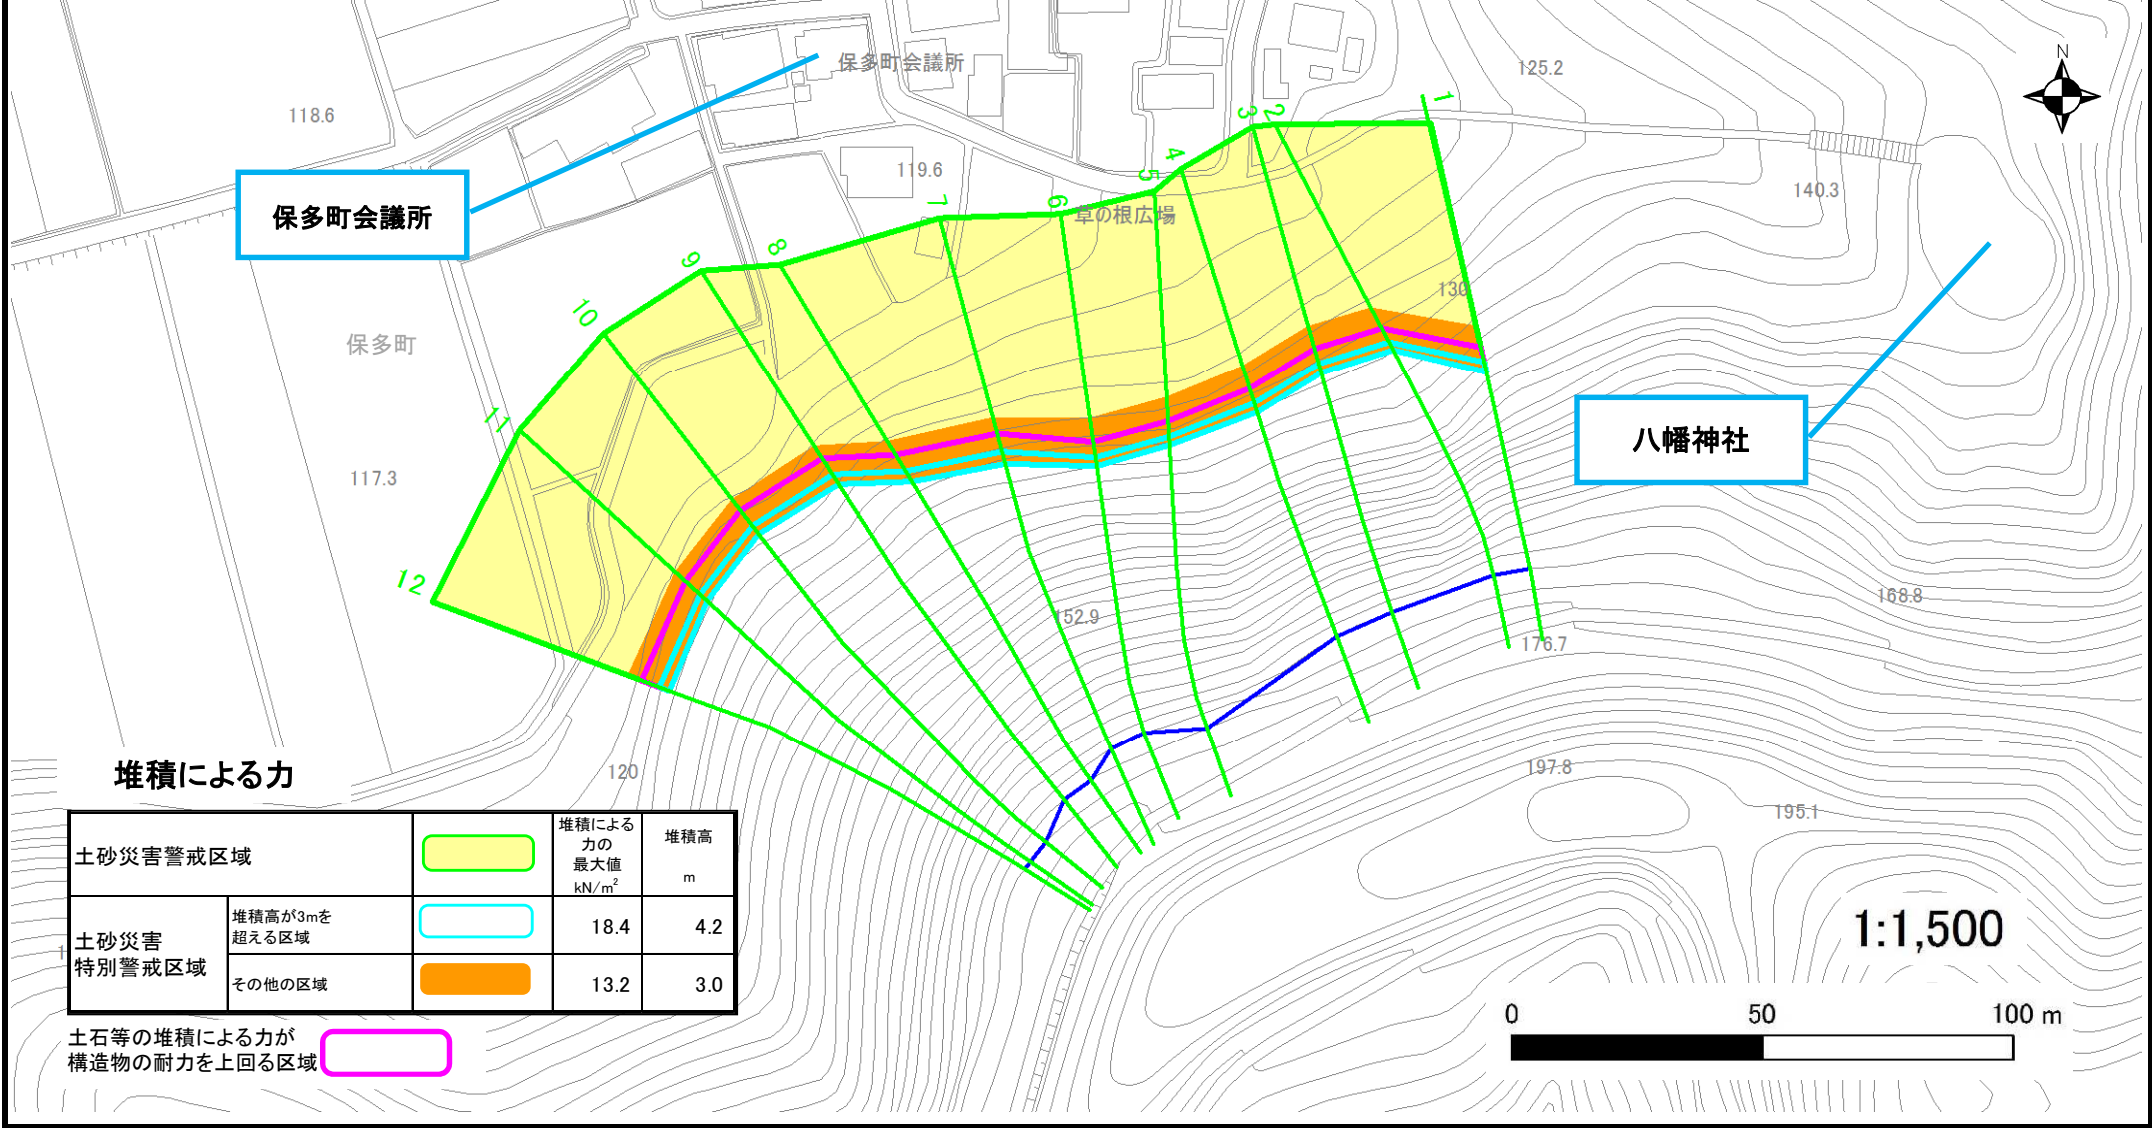 保多町会議所
N
125.2
118.6
1
2
3
4
5
119.6
140.3
6
7
草の根広場
保多町会議所
8
9
130
10
保多町
11
八幡神社
117.3
12
152.9
168.8
176.7
120
197.8
195.1
堆積による力
土砂災害警戒区域
堆積による
力の
最大値
kN/m²
堆積高
m
土砂災害
特別警戒区域
堆積高が3mを
超える区域
18.4
4.2
その他の区域
13.2
3.0
土石等の堆積による力が
構造物の耐力を上回る区域
1:1,500
0
50
100 m